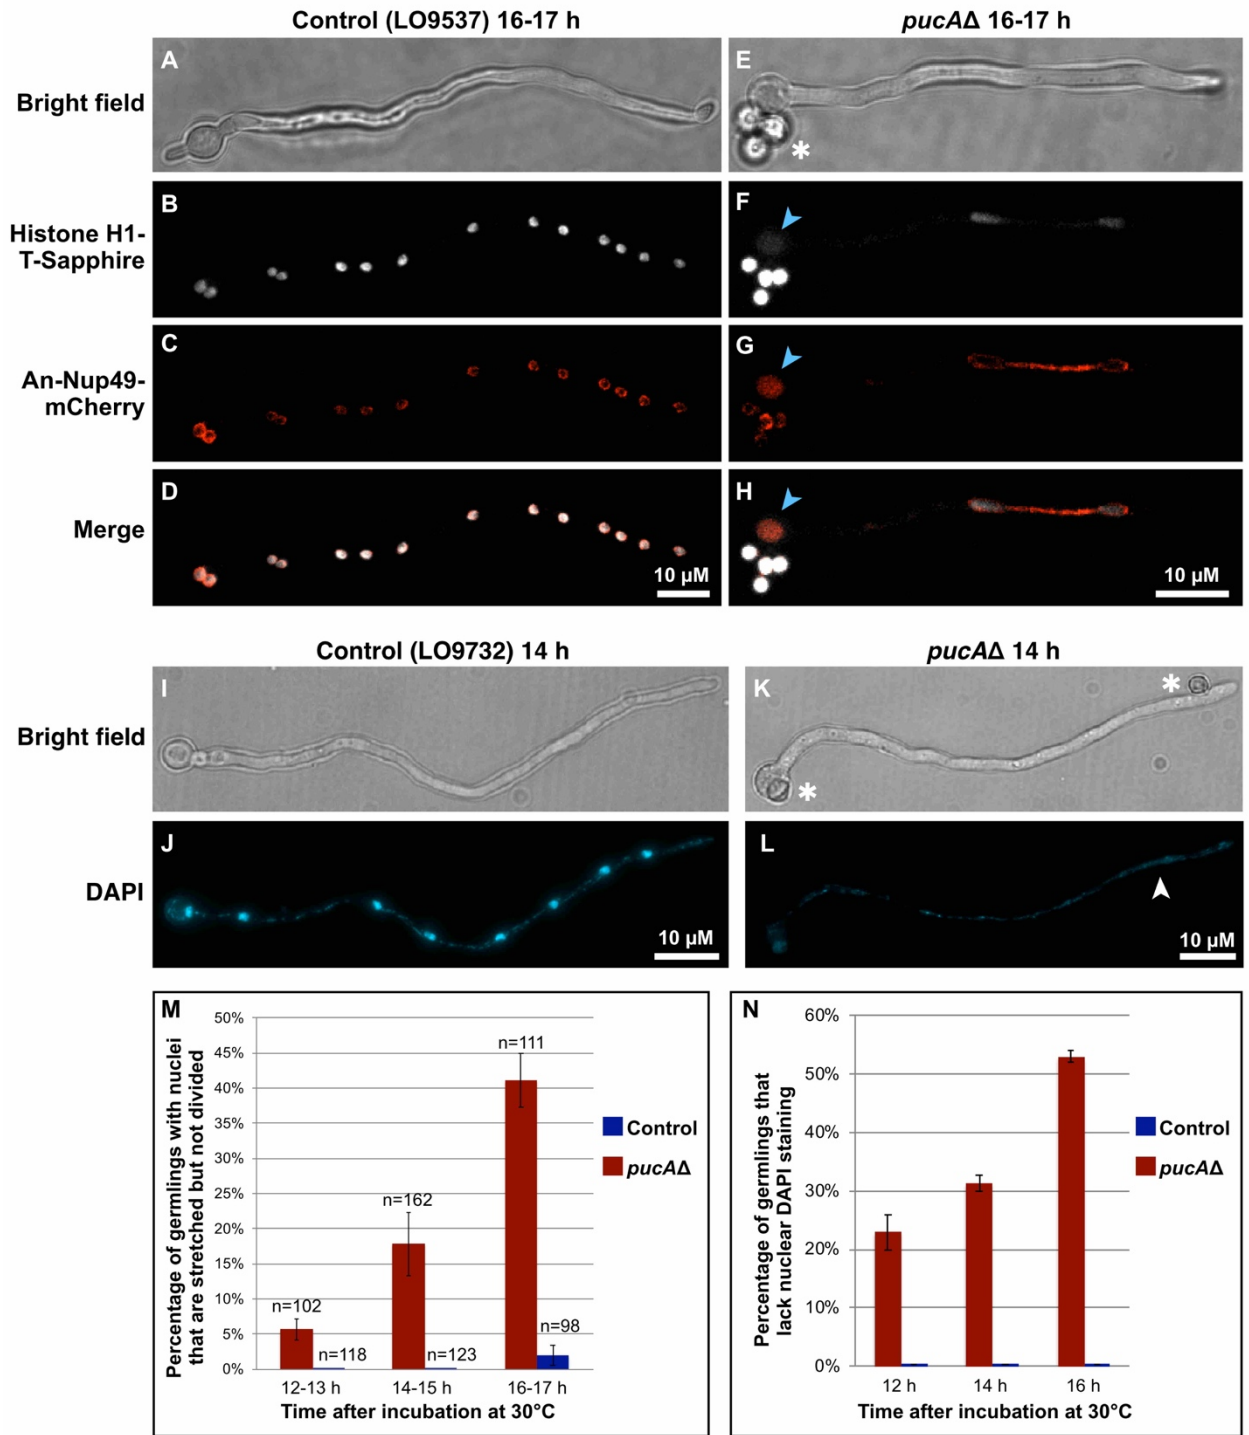 Control (LO9537) 16-17 h
pucAΔ 16-17 h
Bright field
A
E
*
Histone H1-
T-Sapphire
B
F
An-Nup49-
mCherry
C
G
Merge
D
H
10 µM
10 µM
Control (LO9732) 14 h
pucAΔ 14 h
Bright field
I
K
*
*
DAPI
J
L
10 µM
10 µM
M
Percentage of germlings with nuclei
that are stretched but not divided
50%
45%
40%
35%
30%
25%
20%
15%
10%
5%
0%
n=102
n=118
n=162
n=123
n=111
n=98
12-13 h
14-15 h
16-17 h
Time after incubation at 30°C
Control
pucAΔ
N
Percentage of germlings that
lack nuclear DAPI staining
60%
50%
40%
30%
20%
10%
0%
12 h
14 h
16 h
Time after incubation at 30°C
Control
pucAΔ